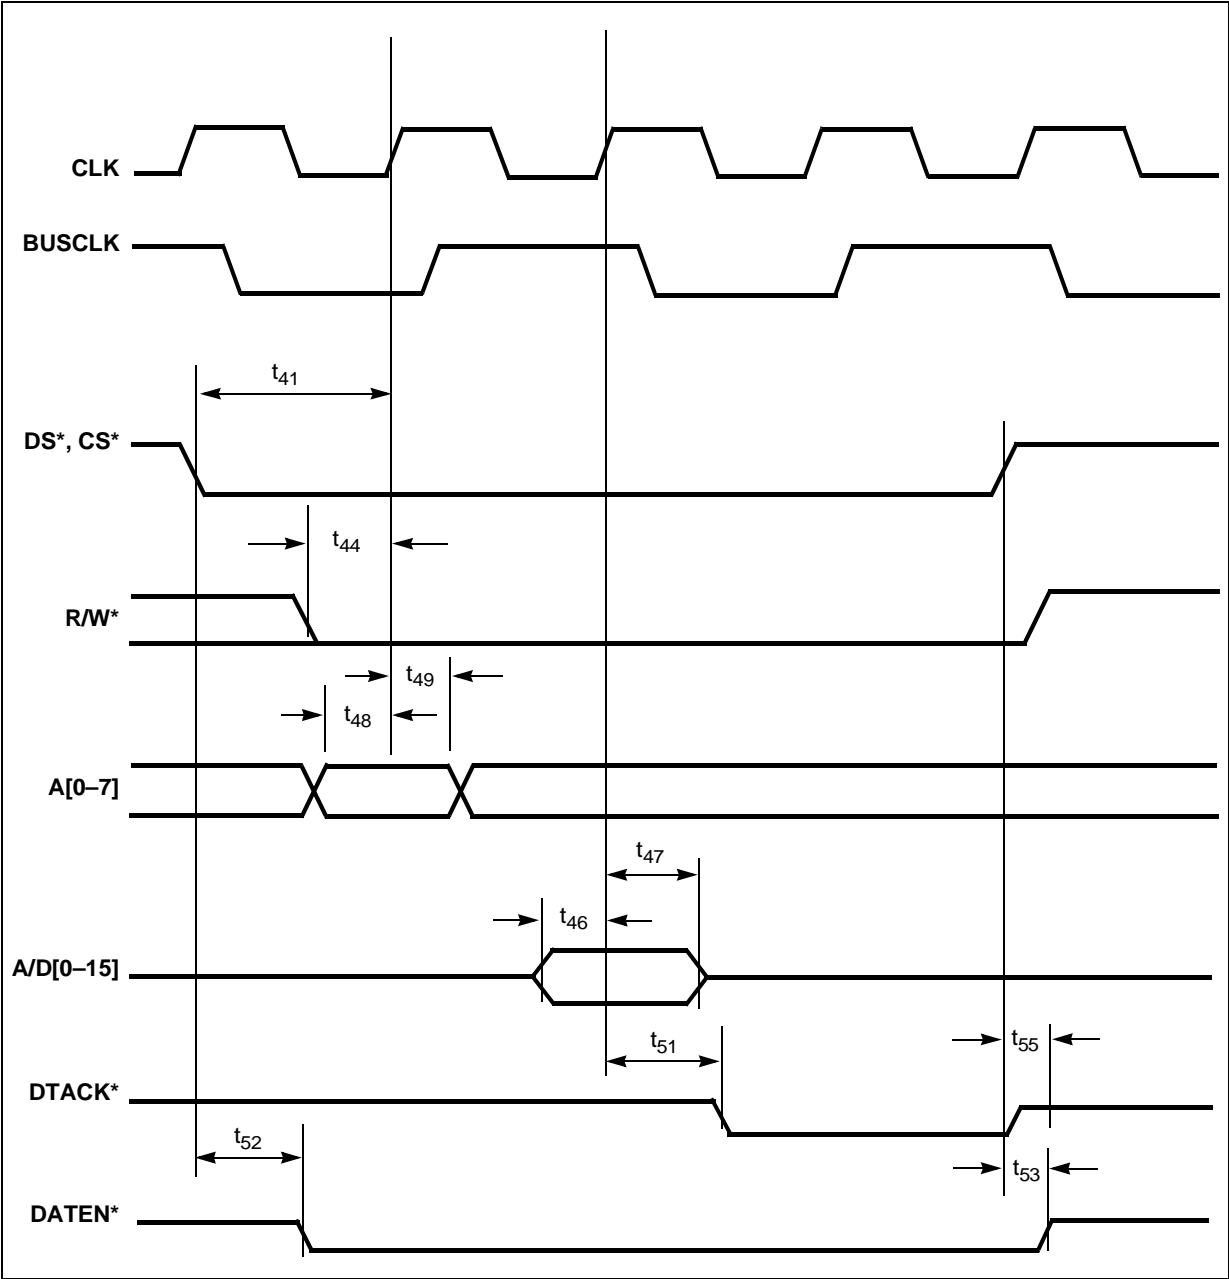 CLK
BUSCLK
t41
DS*, CS*
t44
R/W*
t49
t48
A[0–7]
t47
t46
A/D[0–15]
t55
t51
DTACK*
t52
t53
DATEN*